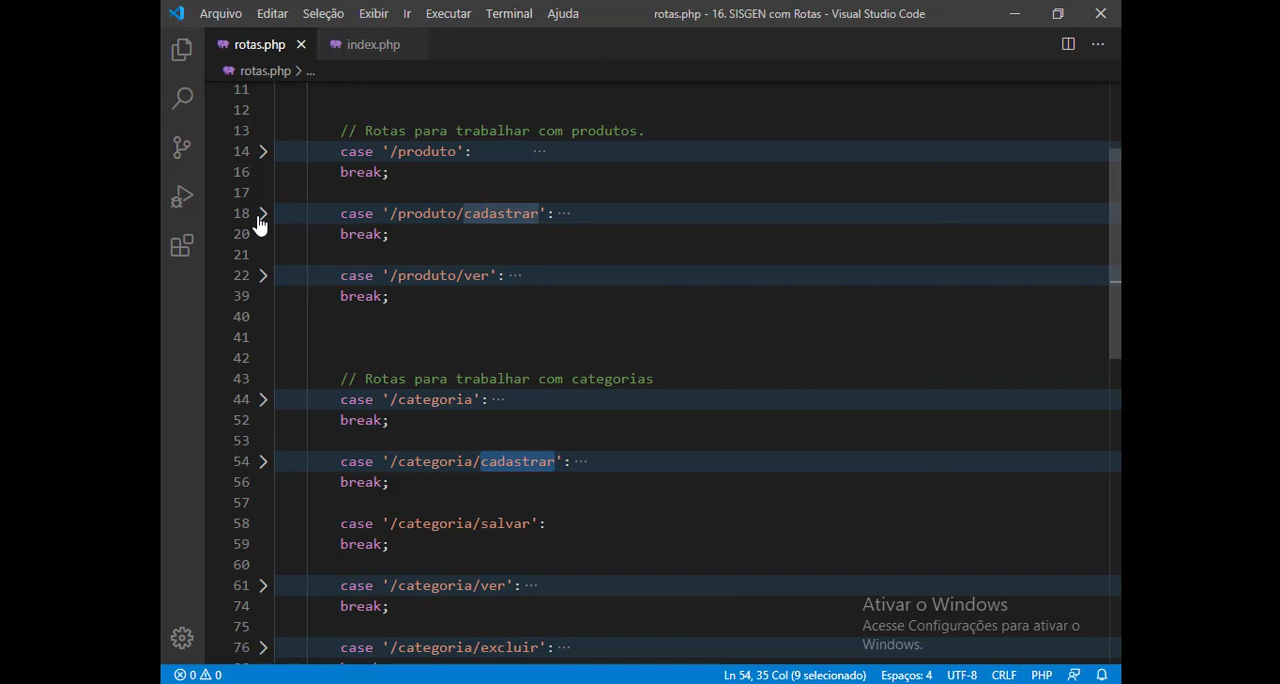 Arquivo Editar Seleção Exibir Ir Executar Terminal Ajuda rotas.php - 16. SISGEN com Rotas - Visual Studio Code
rotas.php index.php
rotas.php > ...
11
12
13 // Rotas para trabalhar com produtos.
14 case '/produto': ...
16 break;
17
18 case '/produto/cadastrar': ...
20 break;
21
22 case '/produto/ver': ...
39 break;
40
41
42
43 // Rotas para trabalhar com categorias
44 case '/categoria': ...
52 break;
53
54 case '/categoria/cadastrar': ...
56 break;
57
58 case '/categoria/salvar':
59 break;
60
61 case '/categoria/ver': ...
74 break;
75
76 case '/categoria/excluir': ...
Ativar o Windows
Acesse Configurações para ativar o
Windows.
0 0 Ln 54, 35 Col (9 selecionado) Espaços: 4 UTF-8 CRLF PHP